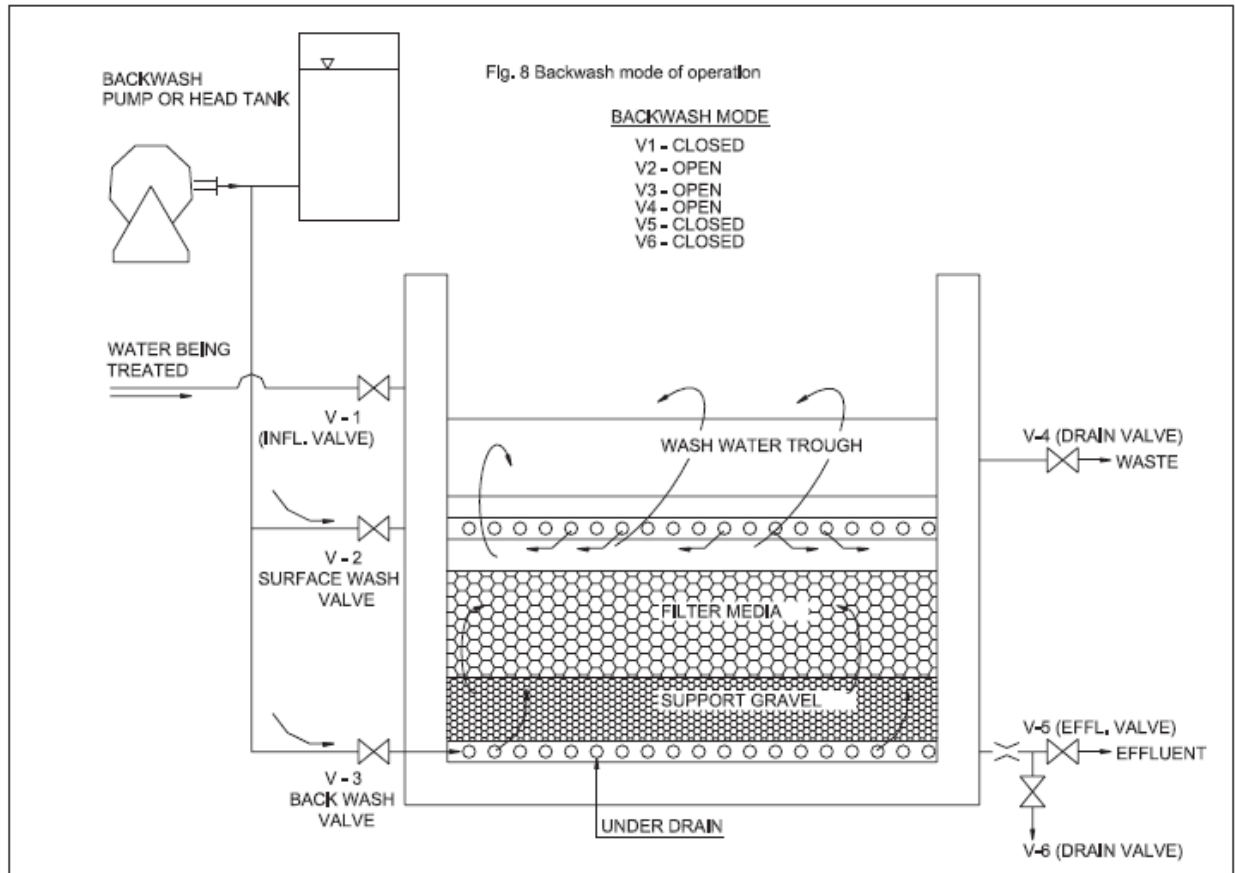 BACKWASH
PUMP OR HEAD TANK
Fig. 8 Backwash mode of operation
BACKWASH MODE
V1 - CLOSED
V2 - OPEN
V3 - OPEN
V4 - OPEN
V5 - CLOSED
V6 - CLOSED
WATER BEING
TREATED
V - 1
(INFL. VALVE)
WASH WATER TROUGH
V-4 (DRAIN VALVE)
WASTE
V - 2
SURFACE WASH
VALVE
FILTER MEDIA
SUPPORT GRAVEL
V-5 (EFFL. VALVE)
EFFLUENT
V - 3
BACK WASH
VALVE
UNDER DRAIN
V-6 (DRAIN VALVE)